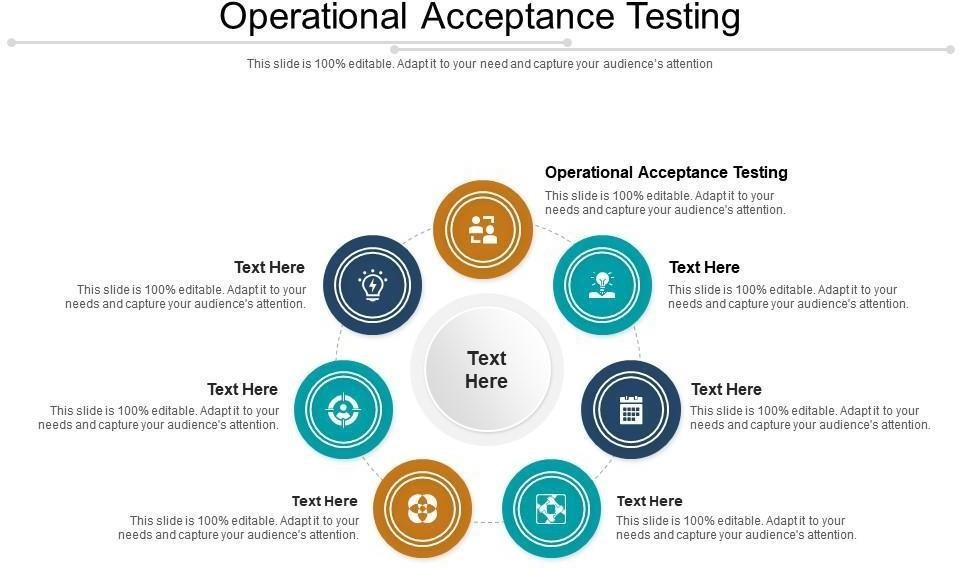 Operational Acceptance Testing
This slide is 100% editable. Adapt it to your need and capture your audience's attention
Operational Acceptance Testing
This slide is 100% editable. Adapt it to your
needs and capture your audience's attention.
Text Here
This slide is 100% editable. Adapt it to your
needs and capture your audience's attention.
Text Here
This slide is 100% editable. Adapt it to your
needs and capture your audience's attention.
Text
Here
Text Here
This slide is 100% editable. Adapt it to your
needs and capture your audience's attention.
Text Here
This slide is 100% editable. Adapt it to your
needs and capture your audience's attention.
Text Here
This slide is 100% editable. Adapt it to your
needs and capture your audience's attention.
Text Here
This slide is 100% editable. Adapt it to your
needs and capture your audience's attention.